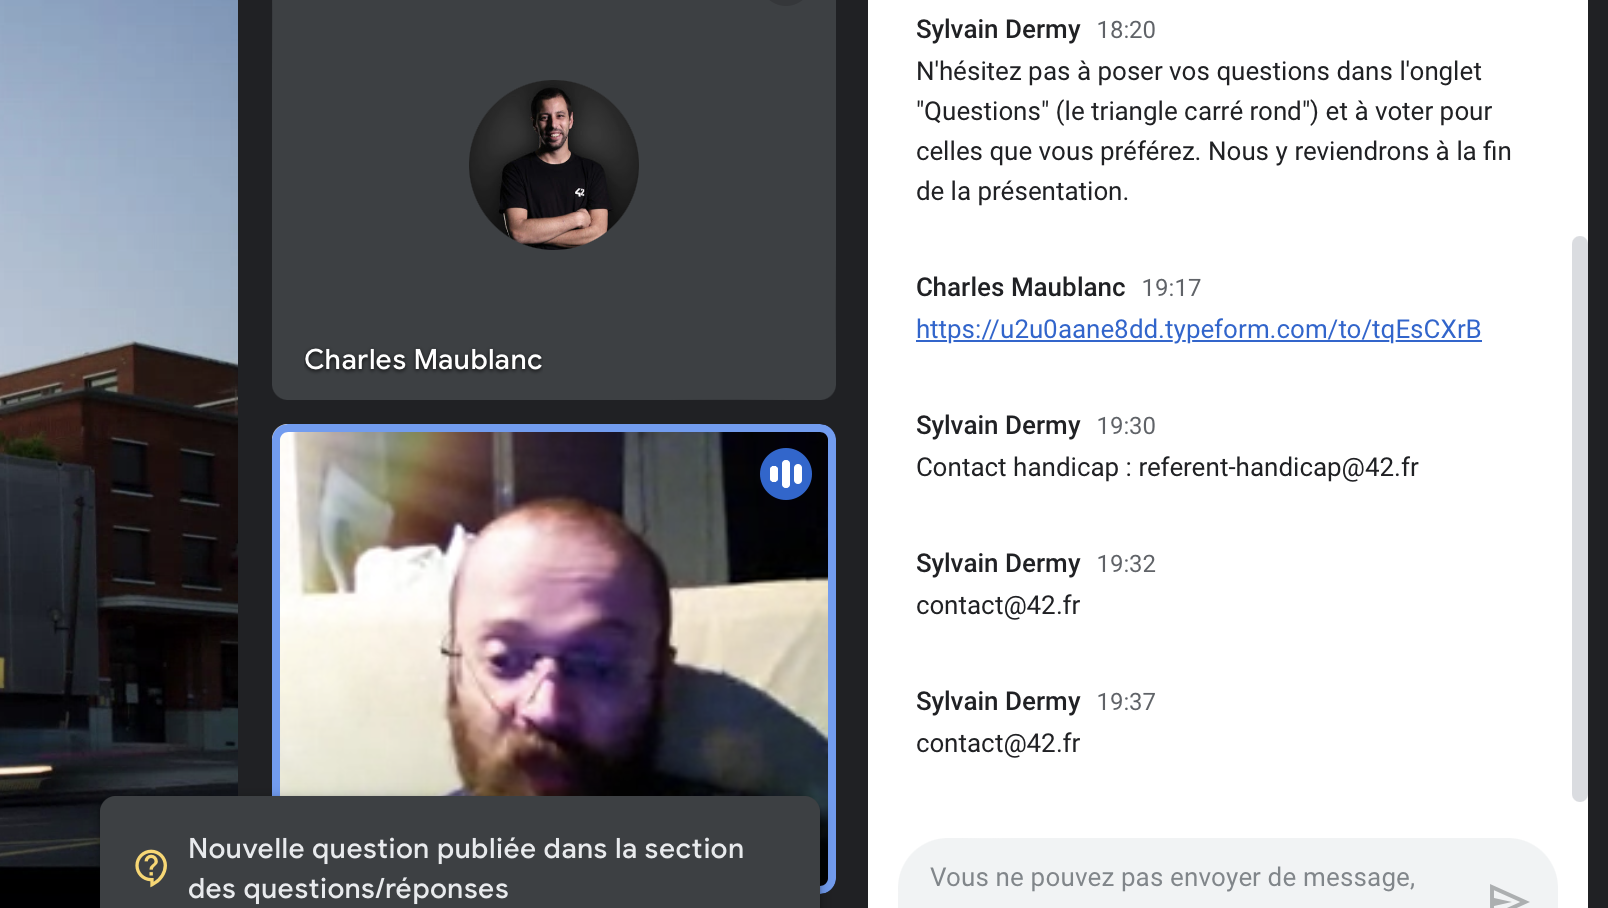 Charles Maublanc
Nouvelle question publiée dans la section
des questions/réponses
Sylvain Dermy 18:20
N'hésitez pas à poser vos questions dans l'onglet
"Questions" (le triangle carré rond") et à voter pour
celles que vous préférez. Nous y reviendrons à la fin
de la présentation.
Charles Maublanc 19:17
https://u2u0aane8dd.typeform.com/to/tqEsCXrB
Sylvain Dermy 19:30
Contact handicap : referent-handicap@42.fr
Sylvain Dermy 19:32
contact@42.fr
Sylvain Dermy 19:37
contact@42.fr
Vous ne pouvez pas envoyer de message,
42